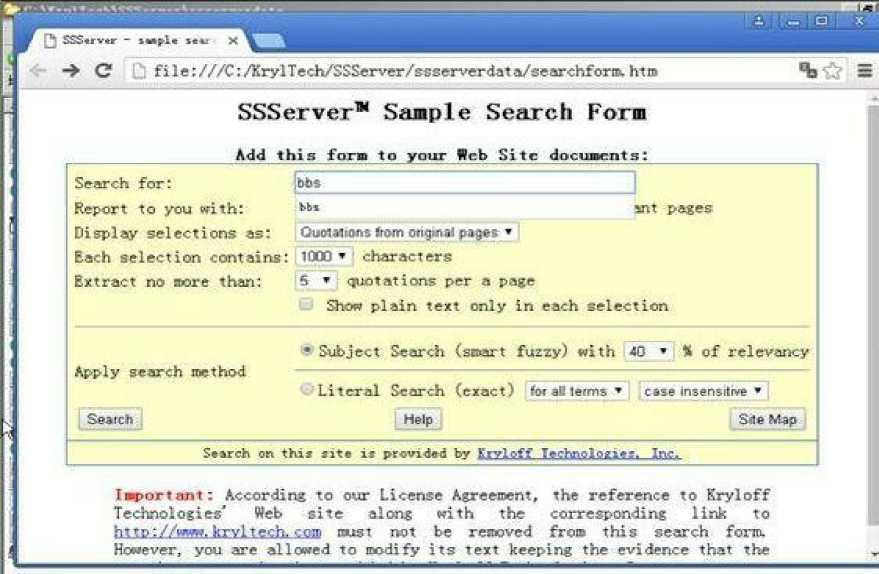 C:\KrylTech\SSServer\ssserverdata
SSServer - sample sear
file:///C:/KrylTech/SSServer/ssserverdata/searchform.htm
SSServer™ Sample Search Form
Add this form to your Web Site documents:
Search for: bbs
Report to you with: bbs ant pages
Display selections as: Quotations from original pages
Each selection contains: 1000 characters
Extract no more than: 5 quotations per a page
Show plain text only in each selection
Subject Search (smart fuzzy) with 40 % of relevancy
Apply search method
Literal Search (exact) for all terms case insensitive
Search Help Site Map
Search on this site is provided by Kryloff Technologies, Inc.
Important: According to our License Agreement, the reference to Kryloff
Technologies' Web site along with the corresponding link to
http://www.kryltech.com must not be removed from this search form.
However, you are allowed to modify its text keeping the evidence that the